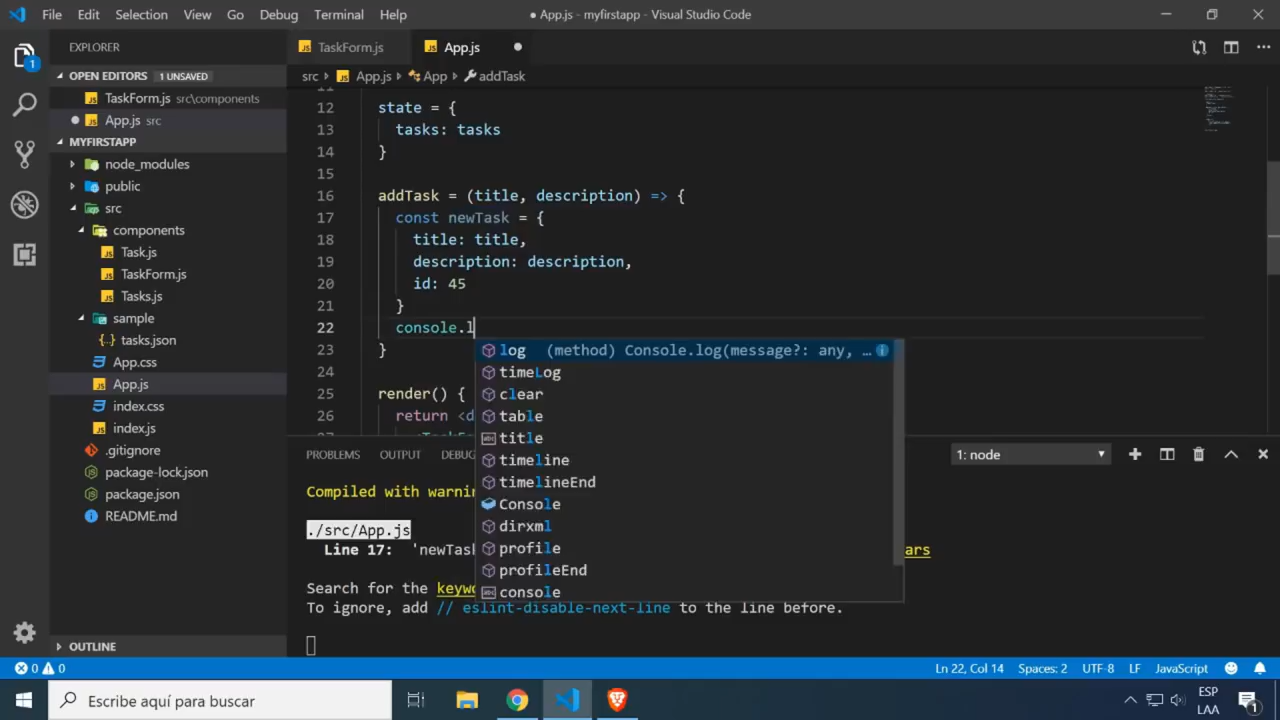 File Edit Selection View Go Debug Terminal Help
● App.js - myfirstapp - Visual Studio Code
EXPLORER
OPEN EDITORS 1 UNSAVED
TaskForm.js src\components
App.js src
MYFIRSTAPP
node_modules
public
src
components
Task.js
TaskForm.js
Tasks.js
sample
tasks.json
App.css
App.js
index.css
index.js
.gitignore
package-lock.json
package.json
README.md
OUTLINE
TaskForm.js App.js
src App.js App addTask
12 state = {
13 tasks: tasks
14 }
15
16 addTask = (title, description) => {
17 const newTask = {
18 title: title,
19 description: description,
20 id: 45
21 }
22 console.l
23 }
24
25 render() {
26 return <d
log (method) Console.log(message?: any, …
timeLog
clear
table
title
timeline
timelineEnd
Console
dirxml
profile
profileEnd
console
PROBLEMS OUTPUT DEBUG
1: node
Compiled with warnin
./src/App.js
Line 17: 'newTask
ars
Search for the keywo
To ignore, add // eslint-disable-next-line to the line before.
0 0
Ln 22, Col 14 Spaces: 2 UTF-8 LF JavaScript
Escribe aquí para buscar
ESP
LAA
1